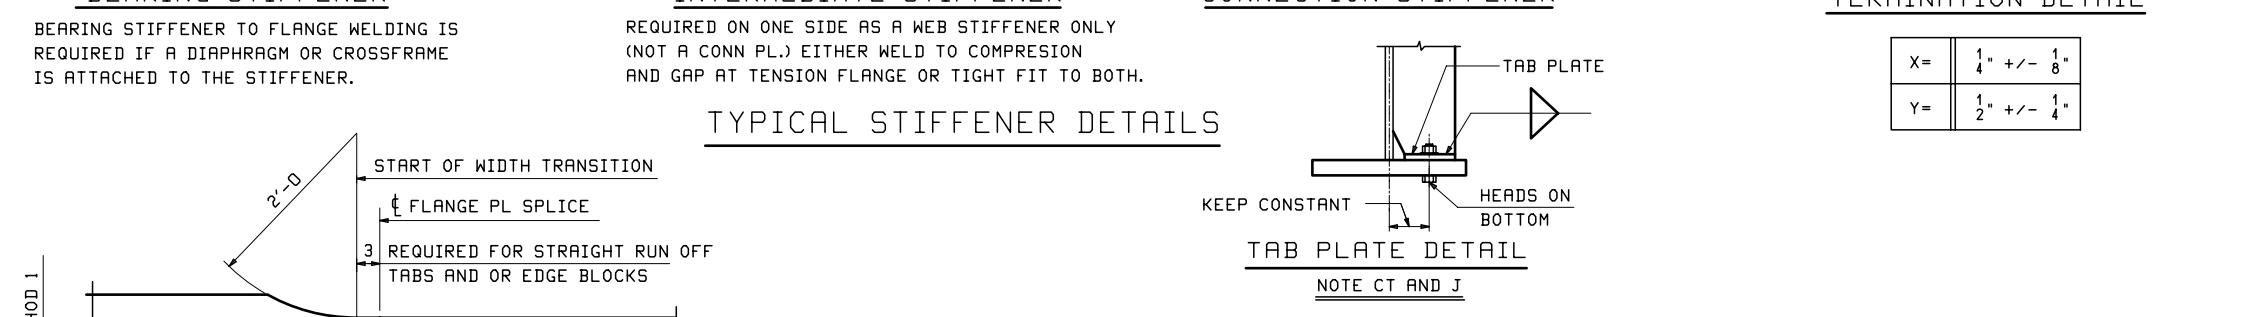 BEARING STIFFENER TO FLANGE WELDING IS
REQUIRED IF A DIAPHRAGM OR CROSSFRAME
IS ATTACHED TO THE STIFFENER.
REQUIRED ON ONE SIDE AS A WEB STIFFENER ONLY
(NOT A CONN PL.) EITHER WELD TO COMPRESION
AND GAP AT TENSION FLANGE OR TIGHT FIT TO BOTH.
TYPICAL STIFFENER DETAILS
TERMINATION DETAIL
X= 1/4" +/- 1/8"
Y= 1/2" +/- 1/4"
TAB PLATE
KEEP CONSTANT
HEADS ON
BOTTOM
TAB PLATE DETAIL
NOTE CT AND J
2'-0
START OF WIDTH TRANSITION
℄ FLANGE PL SPLICE
3 REQUIRED FOR STRAIGHT RUN OFF
TABS AND OR EDGE BLOCKS